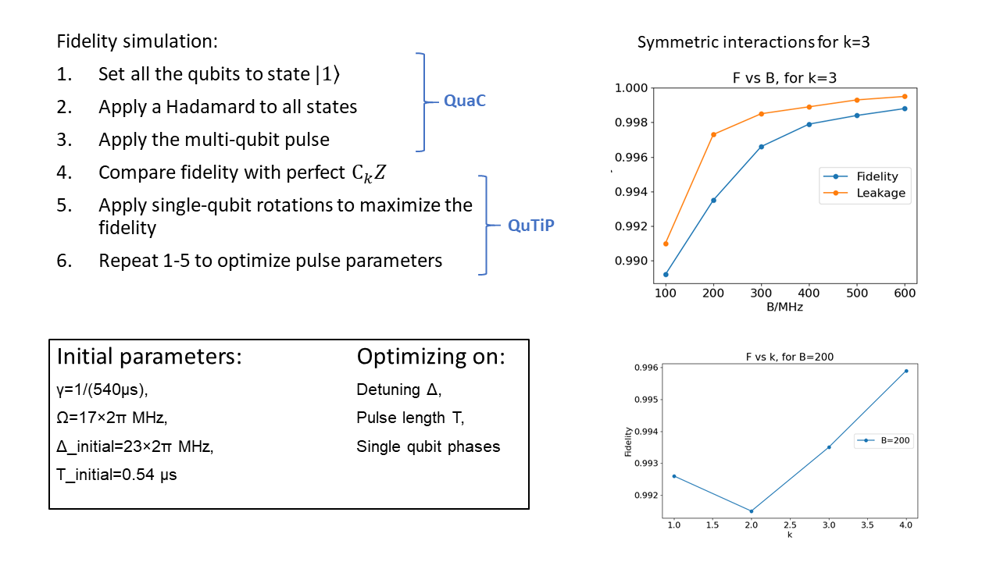 Fidelity simulation:
1. Set all the qubits to state |1⟩
2. Apply a Hadamard to all states
3. Apply the multi-qubit pulse
QuaC
4. Compare fidelity with perfect CₖZ
5. Apply single-qubit rotations to maximize the
fidelity
6. Repeat 1-5 to optimize pulse parameters
QuTiP
Initial parameters:
γ=1/(540μs),
Ω=17×2π MHz,
Δ_initial=23×2π MHz,
T_initial=0.54 μs
Optimizing on:
Detuning Δ,
Pulse length T,
Single qubit phases
Symmetric interactions for k=3
F vs B, for k=3
1.000
0.998
0.996
0.994
0.992
0.990
Fidelity
Leakage
100 200 300 400 500 600
B/MHz
F vs k, for B=200
Fidelity
0.996
0.995
0.994
0.993
0.992
B=200
1.0 1.5 2.0 2.5 3.0 3.5 4.0
k